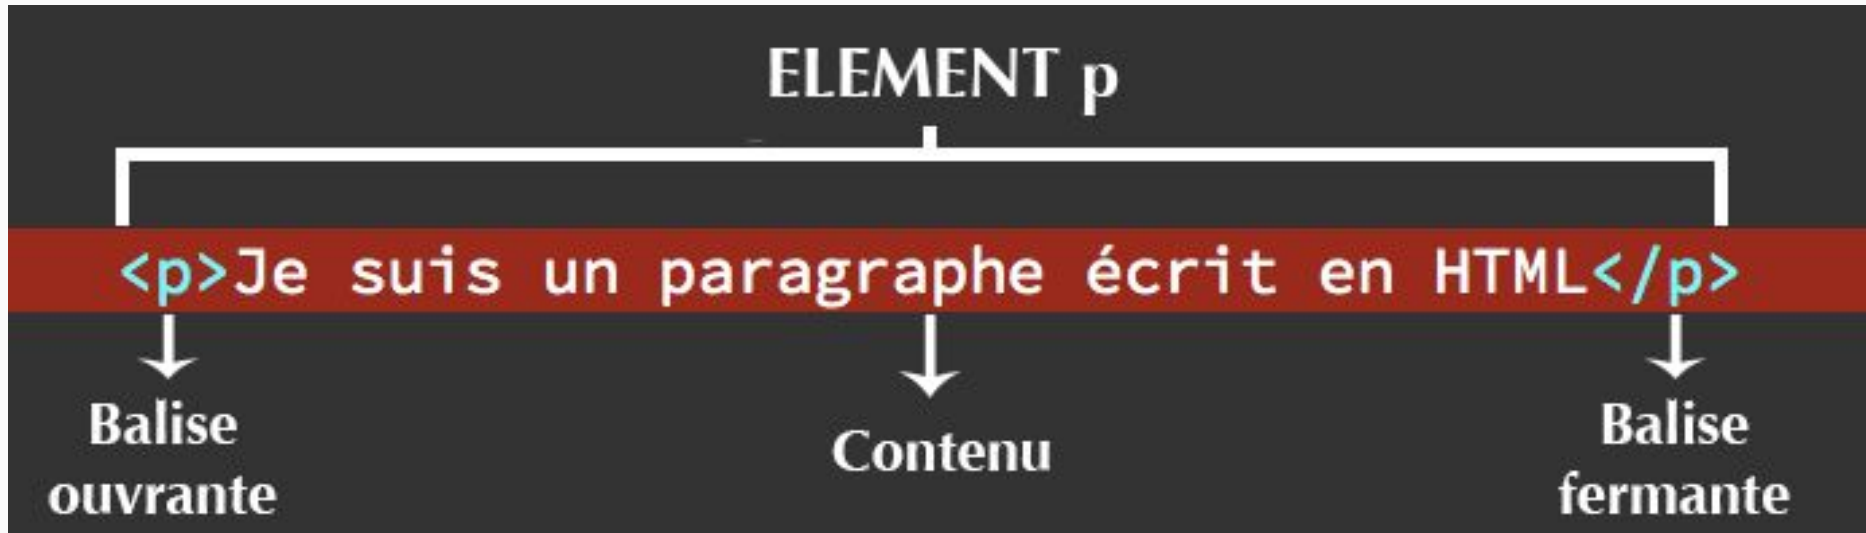 ELEMENT p
<p>Je suis un paragraphe écrit en HTML</p>
Balise
ouvrante
Contenu
Balise
fermante